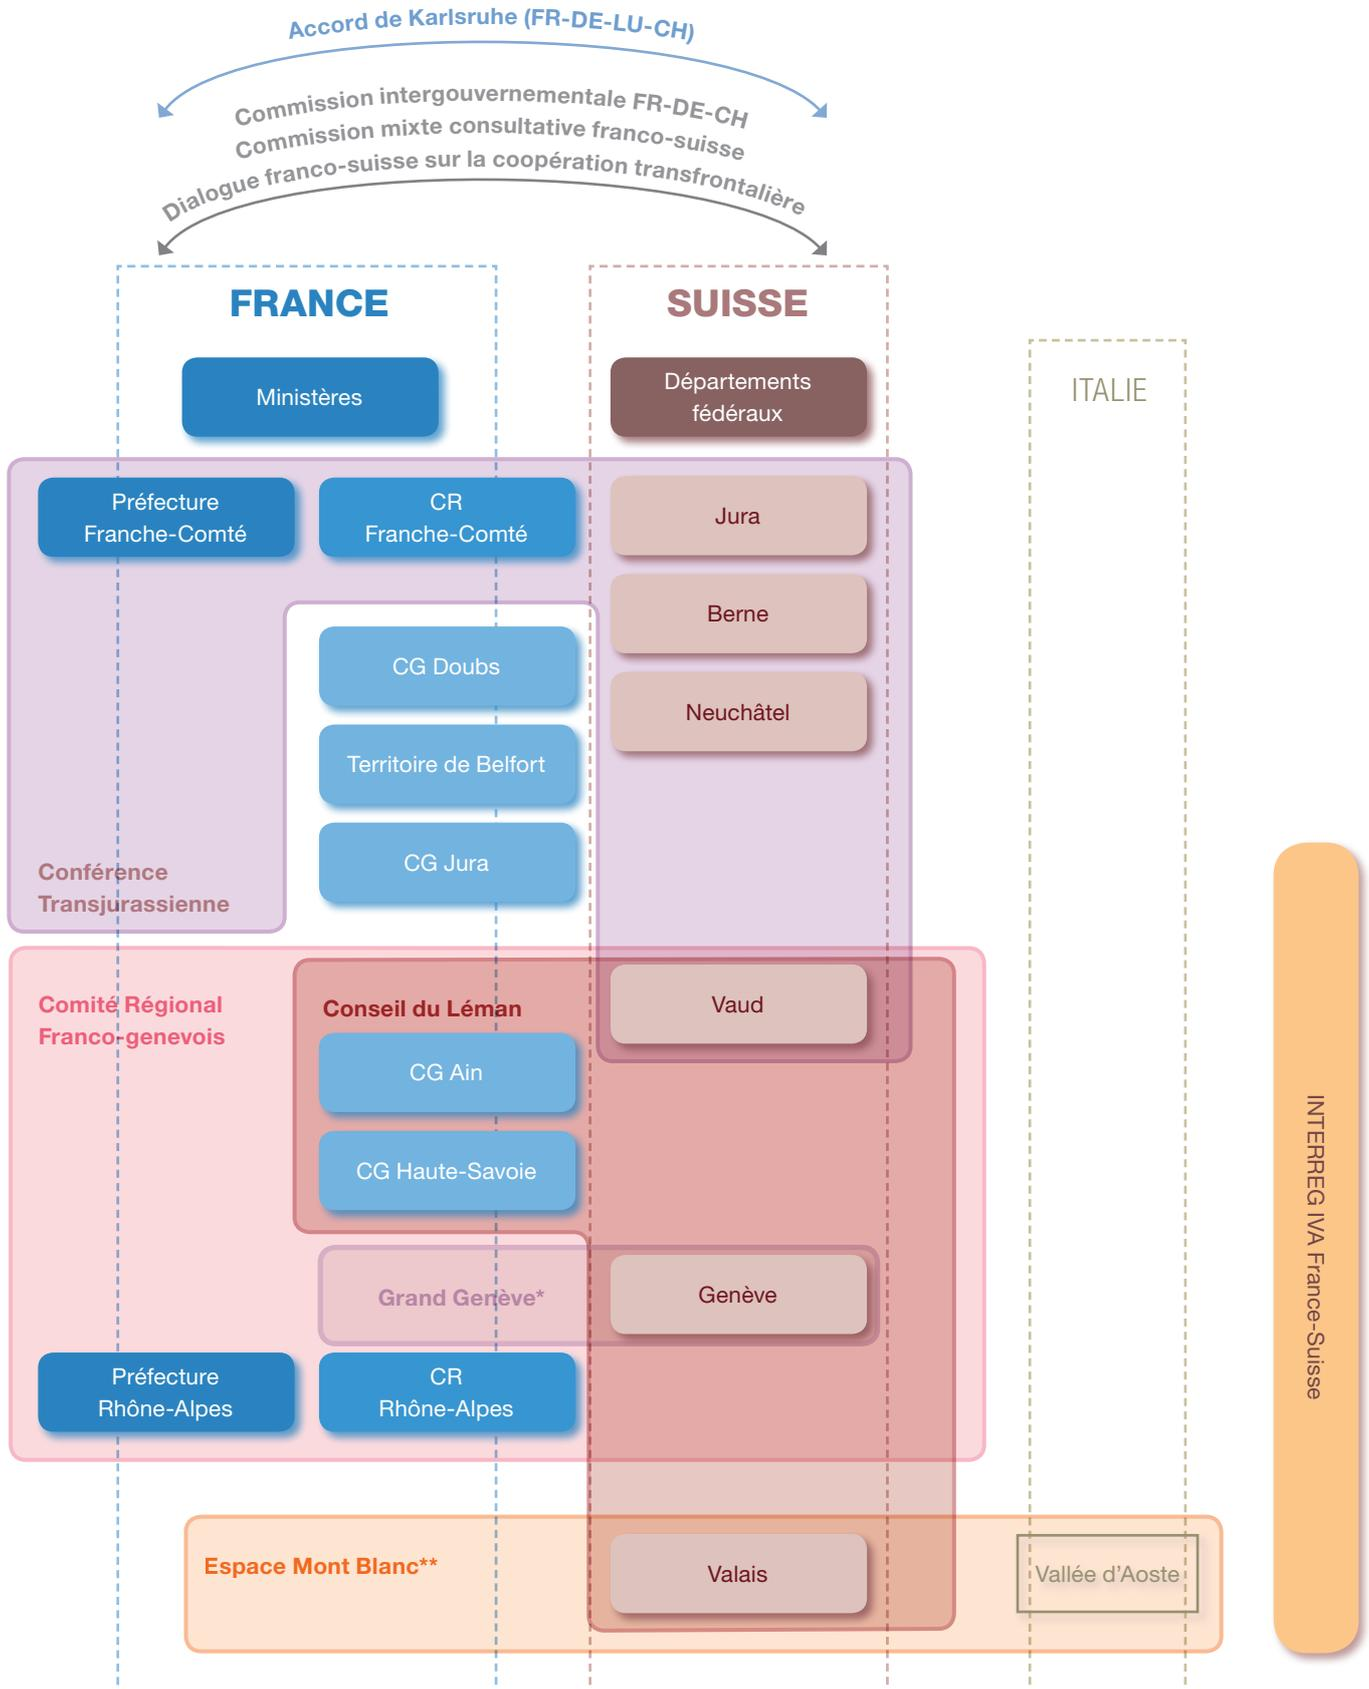 Accord de Karlsruhe (FR-DE-LU-CH)
Commission intergouvernementale FR-DE-CH
Commission mixte consultative franco-suisse
Dialogue franco-suisse sur la coopération transfrontalière
FRANCE
SUISSE
ITALIE
Ministères
Départements
fédéraux
Préfecture
Franche-Comté
CR
Franche-Comté
Jura
Berne
Neuchâtel
CG Doubs
Territoire de Belfort
CG Jura
Conférence
Transjurassienne
Comité Régional
Franco-genevois
Conseil du Léman
Vaud
CG Ain
CG Haute-Savoie
Grand Genève*
Genève
Préfecture
Rhône-Alpes
CR
Rhône-Alpes
Espace Mont Blanc**
Valais
Vallée d’Aoste
INTERREG IVA France-Suisse